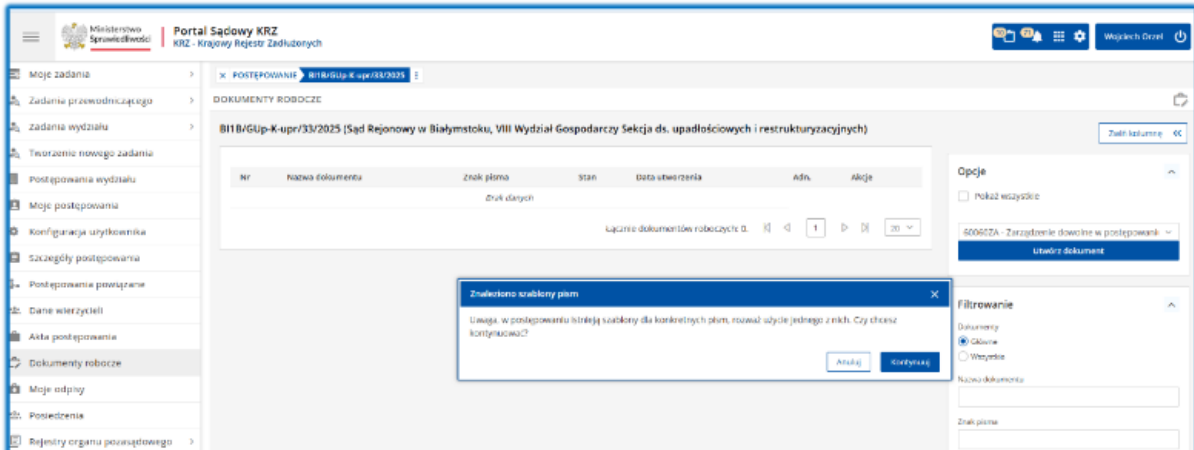 Ministerstwo
Sprawiedliwości
Portal Sądowy KRZ
KRZ - Krajowy Rejestr Zadłużonych
Wojciech Orzeł
Moje zadania
Zadania przewodniczącego
Zadania wydziału
Tworzenie nowego zadania
Postępowania wydziału
Moje postępowania
Konfiguracja użytkownika
Szczegóły postępowania
Postępowania powiązane
Dane wierzycieli
Akta postępowania
Dokumenty robocze
Moje odpisy
Posiedzenia
Rejestry organu pozasądowego
POSTĘPOWANIE BI1B/GUp-K-upr/33/2025
DOKUMENTY ROBOCZE
BI1B/GUp-K-upr/33/2025 (Sąd Rejonowy w Białymstoku, VIII Wydział Gospodarczy Sekcja ds. upadłościowych i restrukturyzacyjnych)
Zwiń kolumnę
Nr Nazwa dokumentu Znak pisma Stan Data utworzenia Adn. Akcje
Brak danych
Łącznie dokumentów roboczych: 0. 1 20
Opcje
Pokaż wszystkie
60060ZA - Zarządzenie dowolne w postępowani
Utwórz dokument
Znaleziono szablony pism
Uwaga, w postępowaniu istnieją szablony dla konkretnych pism, rozważ użycie jednego z nich. Czy chcesz
kontynuować?
Anuluj Kontynuuj
Filtrowanie
Dokumenty
Główne
Wszystkie
Nazwa dokumentu
Znak pisma